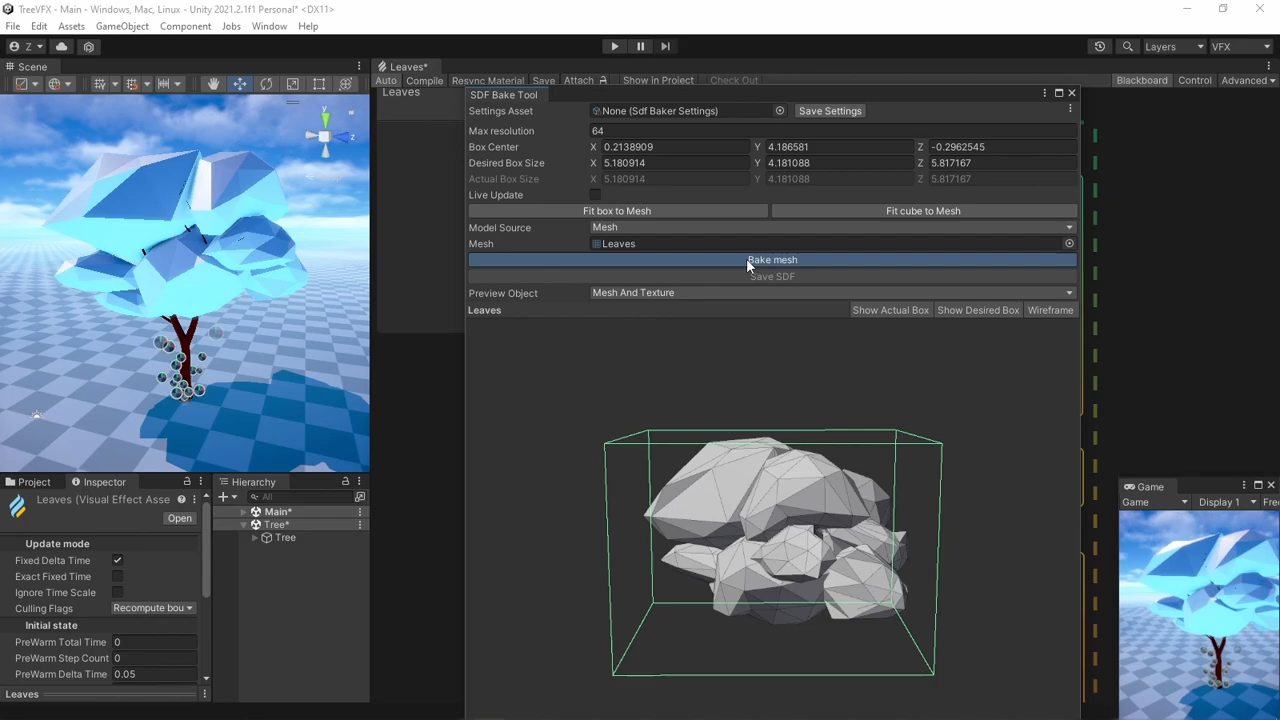 TreeVFX - Main - Windows, Mac, Linux - Unity 2021.2.1f1 Personal* <DX11>
File Edit Assets GameObject Component Jobs Window Help
Z Layers VFX
Scene Leaves*
Auto Compile Resync Material Save Attach Show in Project Check Out Blackboard Control Advanced
Leaves
SDF Bake Tool
Settings Asset None (Sdf Baker Settings) Save Settings
Max resolution 64
Box Center X 0.2138909 Y 4.186581 Z -0.2962545
Desired Box Size X 5.180914 Y 4.181088 Z 5.817167
Actual Box Size X 5.180914 Y 4.181088 Z 5.817167
Live Update
Fit box to Mesh Fit cube to Mesh
Model Source Mesh
Mesh Leaves
Bake mesh
Save SDF
Preview Object Mesh And Texture
Leaves Show Actual Box Show Desired Box Wireframe
y
z
Project Inspector Hierarchy
Leaves (Visual Effect Asse
Open
All
Main*
Tree*
Tree
Update mode
Fixed Delta Time
Exact Fixed Time
Ignore Time Scale
Culling Flags Recompute bou
Initial state
PreWarm Total Time 0
PreWarm Step Count 0
PreWarm Delta Time 0.05
Leaves
Game
Game Display 1 Fre